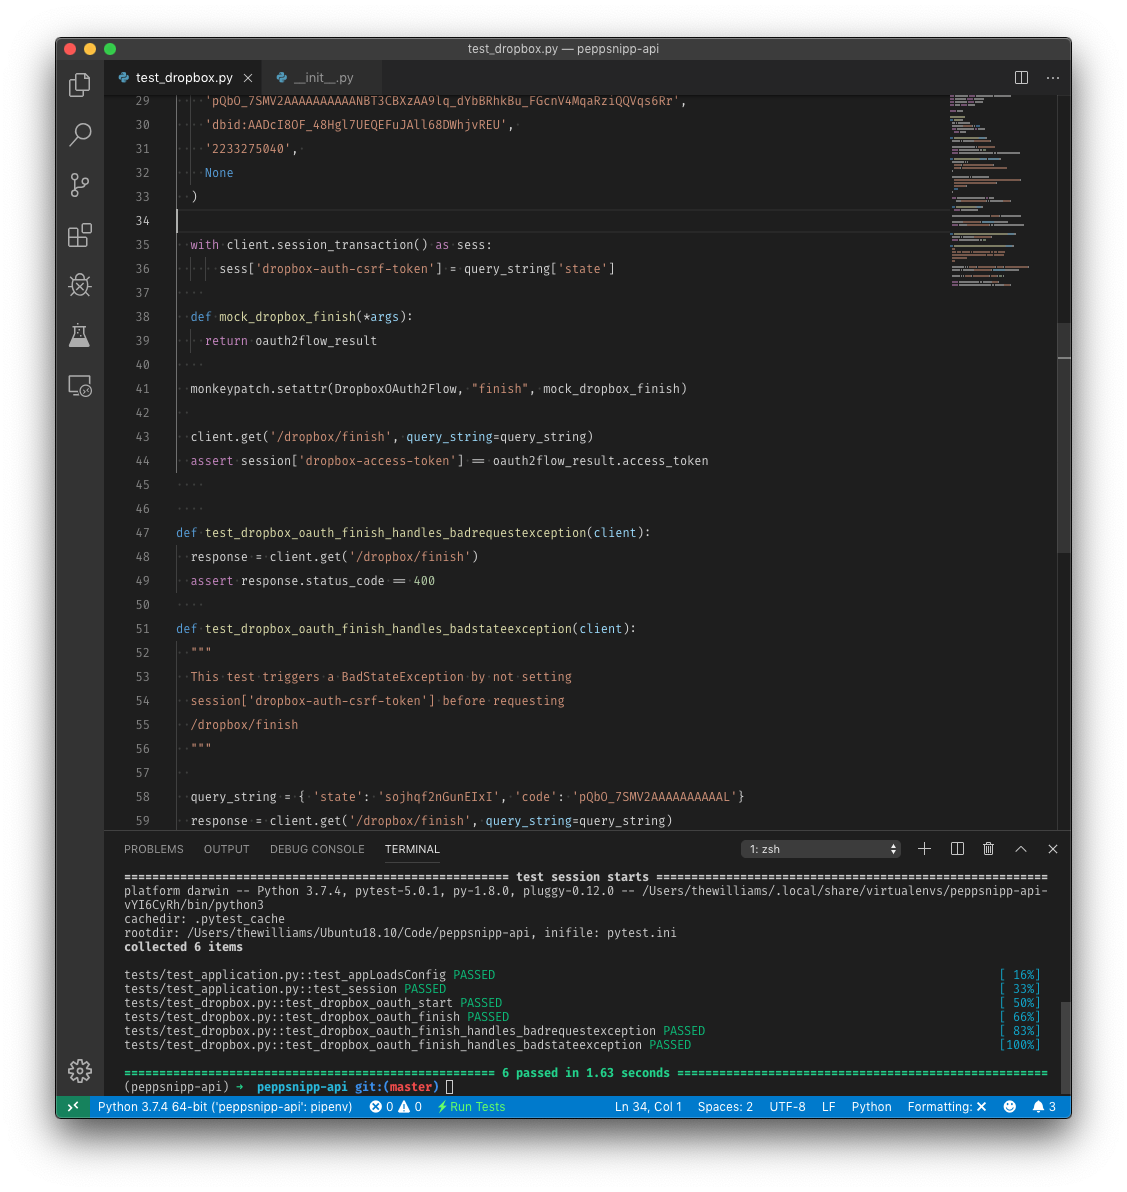 test_dropbox.py — peppsnipp-api
test_dropbox.py
__init__.py
29 'pQbO_7SMV2AAAAAAAAAANBT3CBXzAA9lq_dYbBRhkBu_FGcnV4MqaRziQQVqs6Rr',
30 'dbid:AADcI8OF_48Hgl7UEQEFuJAll68DWhjvREU',
31 '2233275040',
32 None
33 )
34
35 with client.session_transaction() as sess:
36 sess['dropbox-auth-csrf-token'] = query_string['state']
37
38 def mock_dropbox_finish(*args):
39 return oauth2flow_result
40
41 monkeypatch.setattr(DropboxOAuth2Flow, "finish", mock_dropbox_finish)
42
43 client.get('/dropbox/finish', query_string=query_string)
44 assert session['dropbox-access-token'] == oauth2flow_result.access_token
45
46
47 def test_dropbox_oauth_finish_handles_badrequestexception(client):
48 response = client.get('/dropbox/finish')
49 assert response.status_code == 400
50
51 def test_dropbox_oauth_finish_handles_badstateexception(client):
52 """
53 This test triggers a BadStateException by not setting
54 session['dropbox-auth-csrf-token'] before requesting
55 /dropbox/finish
56 """
57
58 query_string = { 'state': 'sojhqf2nGunEIxI', 'code': 'pQbO_7SMV2AAAAAAAAAAL'}
59 response = client.get('/dropbox/finish', query_string=query_string)
PROBLEMS OUTPUT DEBUG CONSOLE TERMINAL 1: zsh
====================================================== test session starts ======================================================
platform darwin -- Python 3.7.4, pytest-5.0.1, py-1.8.0, pluggy-0.12.0 -- /Users/thewilliams/.local/share/virtualenvs/peppsnipp-api-
vYI6CyRh/bin/python3
cachedir: .pytest_cache
rootdir: /Users/thewilliams/Ubuntu18.10/Code/peppsnipp-api, inifile: pytest.ini
collected 6 items
tests/test_application.py::test_appLoadsConfig PASSED [ 16%]
tests/test_application.py::test_session PASSED [ 33%]
tests/test_dropbox.py::test_dropbox_oauth_start PASSED [ 50%]
tests/test_dropbox.py::test_dropbox_oauth_finish PASSED [ 66%]
tests/test_dropbox.py::test_dropbox_oauth_finish_handles_badrequestexception PASSED [ 83%]
tests/test_dropbox.py::test_dropbox_oauth_finish_handles_badstateexception PASSED [100%]
==================================================== 6 passed in 1.63 seconds ====================================================
(peppsnipp-api) → peppsnipp-api git:(master)
Python 3.7.4 64-bit ('peppsnipp-api': pipenv) 0 0 Run Tests Ln 34, Col 1 Spaces: 2 UTF-8 LF Python Formatting: ✕ 3